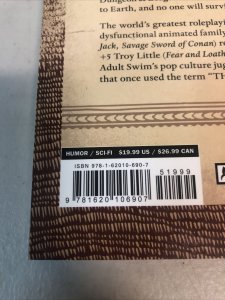 to Earth, and no one will survi
The world's greatest roleplayi
dysfunctional animated family
Jack, Savage Sword of Conan) re
+5 Troy Little (Fear and Loath
Adult Swim's pop culture jug
that once used the term "Th
HUMOR / SCI-FI $19.99 US $26.99 CAN
ISBN 978-1-62010-690-7
51999
9 781620 106907